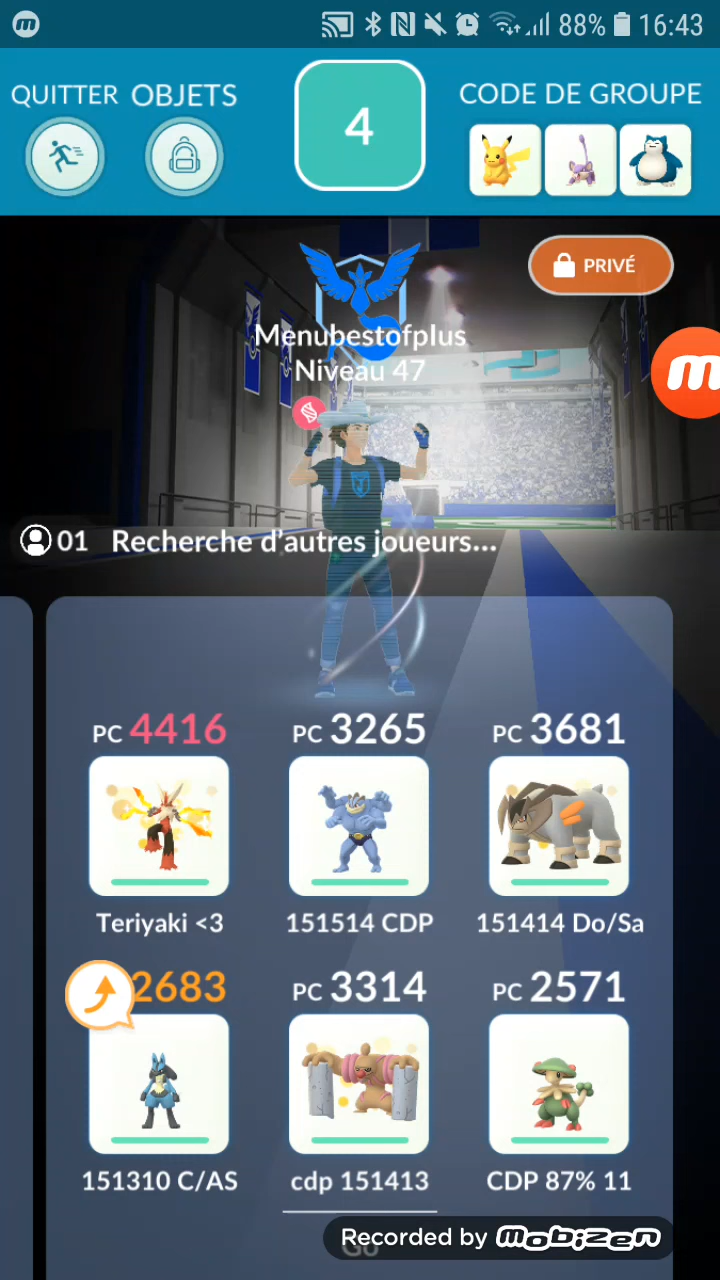 88% 16:43
QUITTER OBJETS 4 CODE DE GROUPE
PRIVÉ
Menubestofplus
Niveau 47
01 Recherche d'autres joueurs...
PC 4416 PC 3265 PC 3681
Teriyaki <3 151514 CDP 151414 Do/Sa
2683 PC 3314 PC 2571
151310 C/AS cdp 151413 CDP 87% 11
Recorded by mobizen